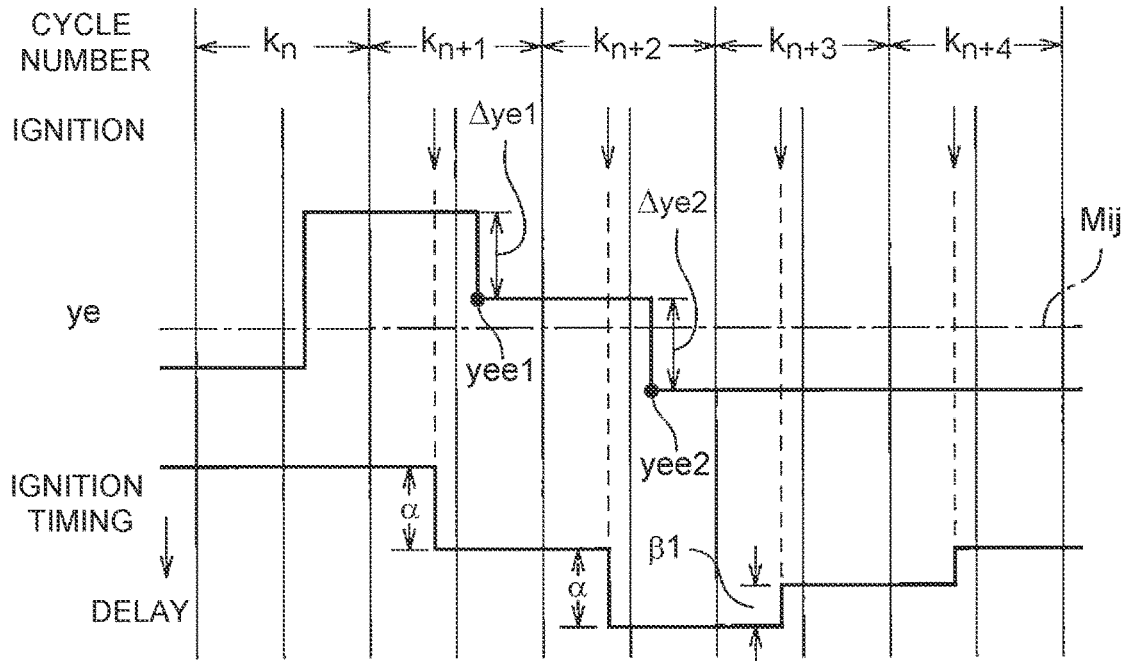 CYCLE
NUMBER
kn
kn+1
kn+2
kn+3
kn+4
IGNITION
Δye1
Δye2
Mij
ye
yee1
yee2
IGNITION
TIMING
α
α
β1
DELAY